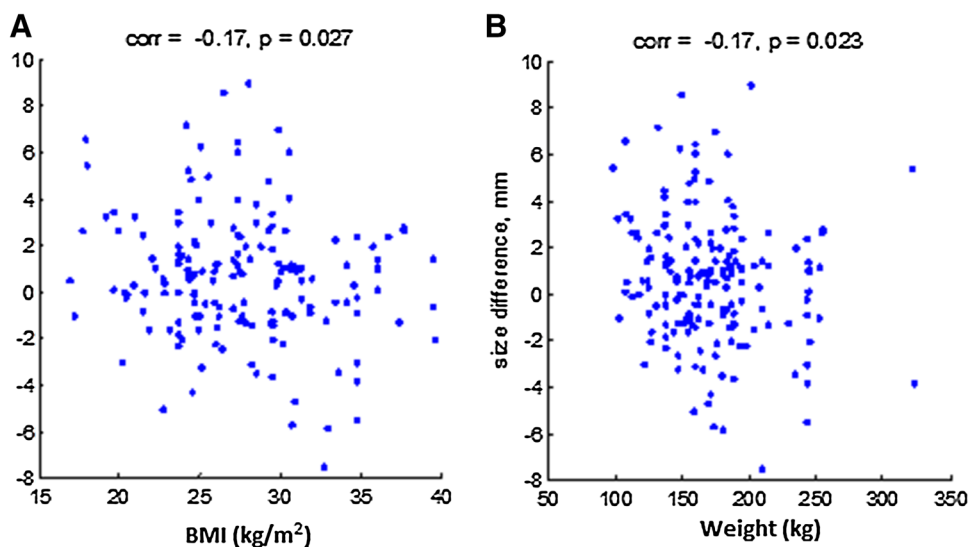 A
corr = -0.17, p = 0.027
10
8
6
4
2
0
-2
-4
-6
-8
15 20 25 30 35 40
BMI (kg/m²)
B
corr = -0.17, p = 0.023
size difference, mm
10
8
6
4
2
0
-2
-4
-6
-8
50 100 150 200 250 300 350
Weight (kg)